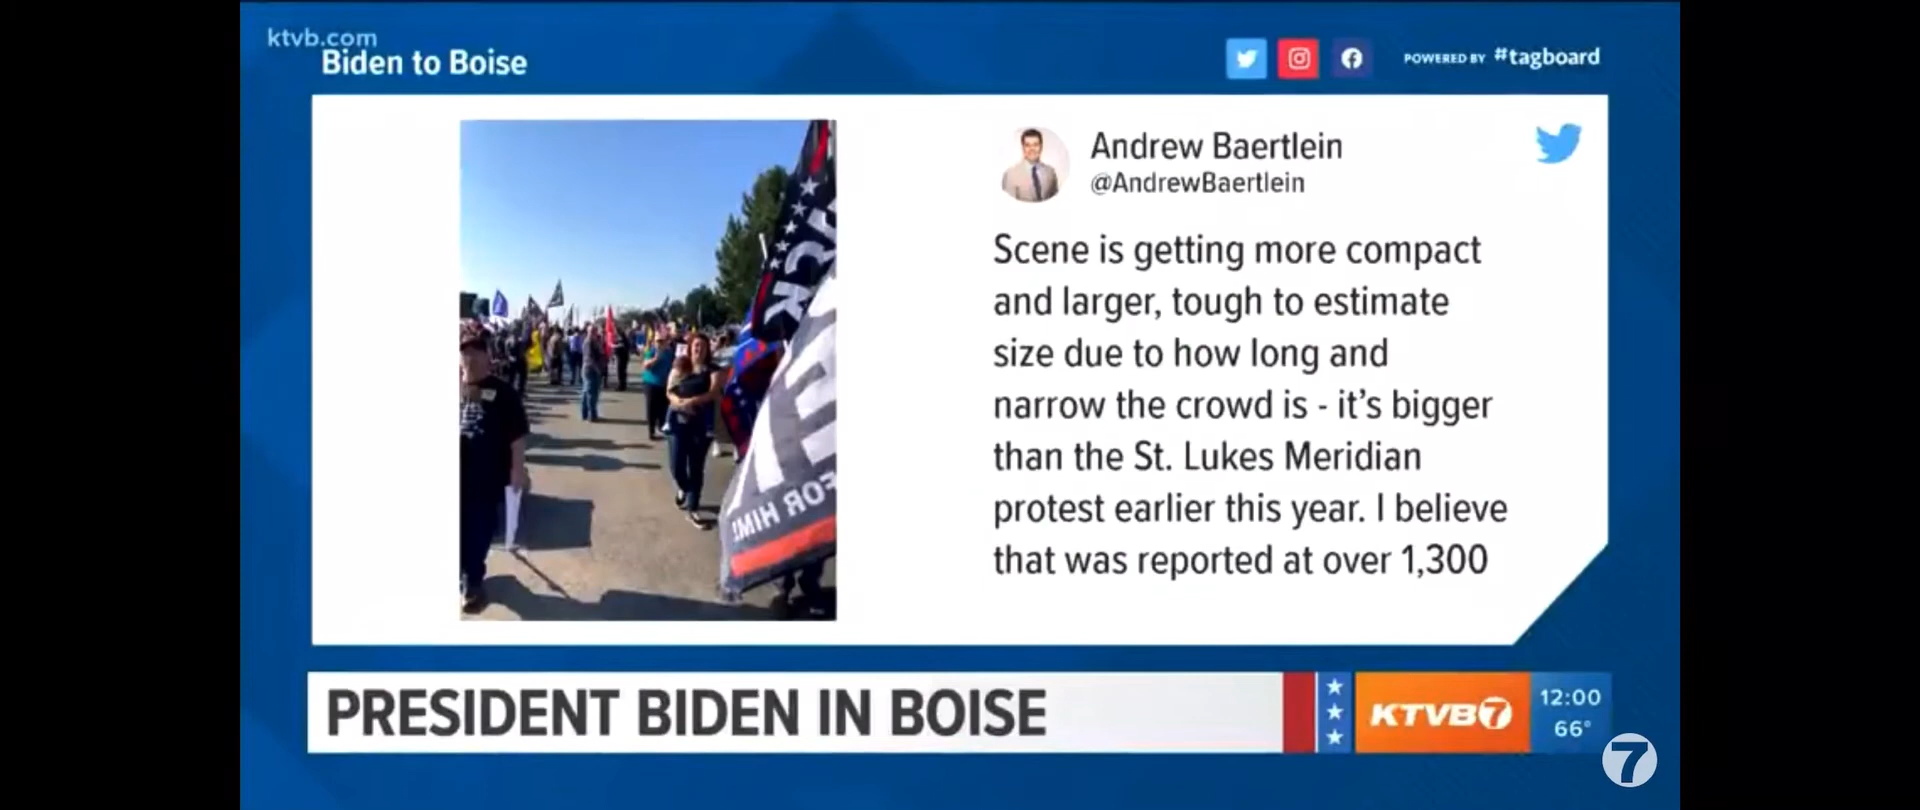 ktvb.com
Biden to Boise
POWERED BY #tagboard
Andrew Baertlein
@AndrewBaertlein
Scene is getting more compact
and larger, tough to estimate
size due to how long and
narrow the crowd is - it's bigger
than the St. Lukes Meridian
protest earlier this year. I believe
that was reported at over 1,300
FOR HIM!
PRESIDENT BIDEN IN BOISE
KTVB7
12:00
66°
7